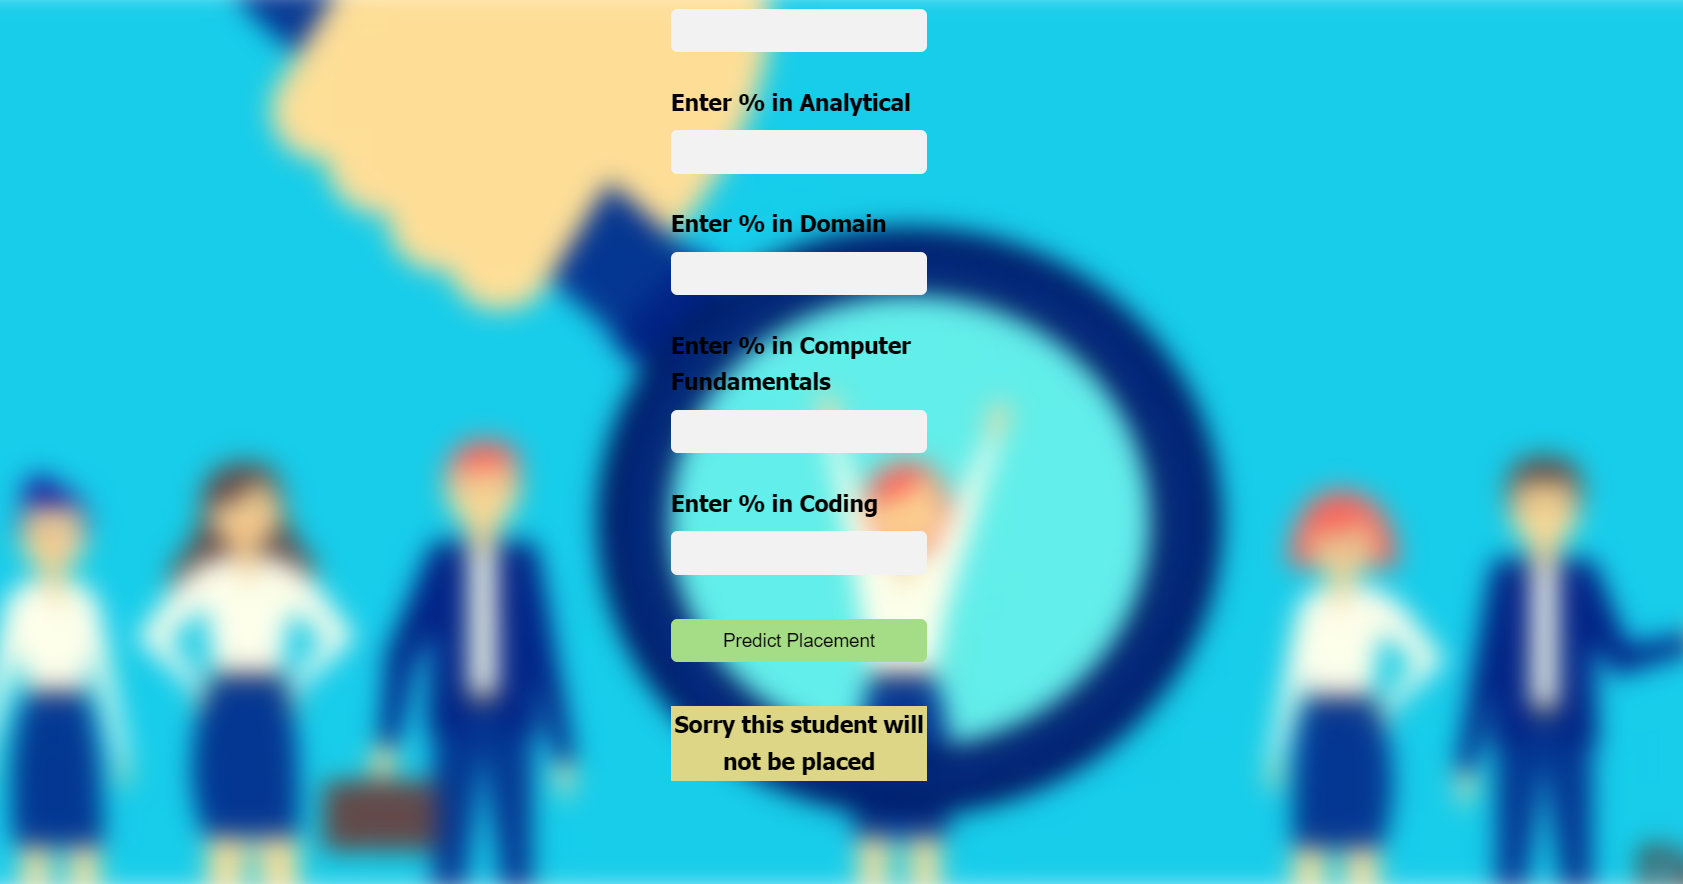 Enter % in Analytical
Enter % in Domain
Enter % in Computer
Fundamentals
Enter % in Coding
Predict Placement
Sorry this student will
not be placed